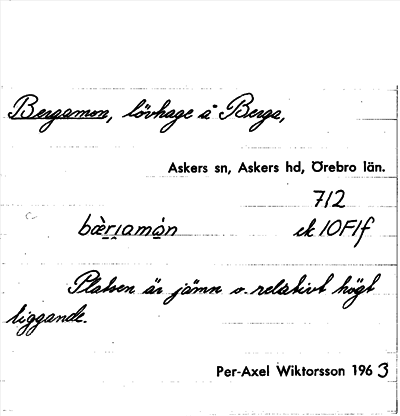 Bergamon, lövhage å Berga,
Askers sn, Askers hd, Örebro län.
712
bæ̀r̤i̯amòn ek 10F1f
Platsen är jämn o. relativt högt
liggande.
Per-Axel Wiktorsson 1963